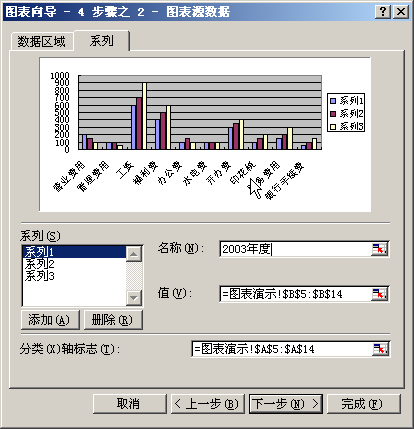 图表向导 - 4 步骤之 2 - 图表源数据
数据区域 系列
1000
900
800
700
600
500
400
300
200
100
0
系列1
系列2
系列3
营业费用 管理费用 工资 福利费 办公费 水电费 开办费 印花税 费用 银行手续费
系列(S)
系列1
系列2
系列3
名称(N): 2003年度
值(V): =图表演示!$B$5:$B$14
添加(A) 删除(R)
分类(X)轴标志(T): =图表演示!$A$5:$A$14
取消 < 上一步(B) 下一步(N) > 完成(F)